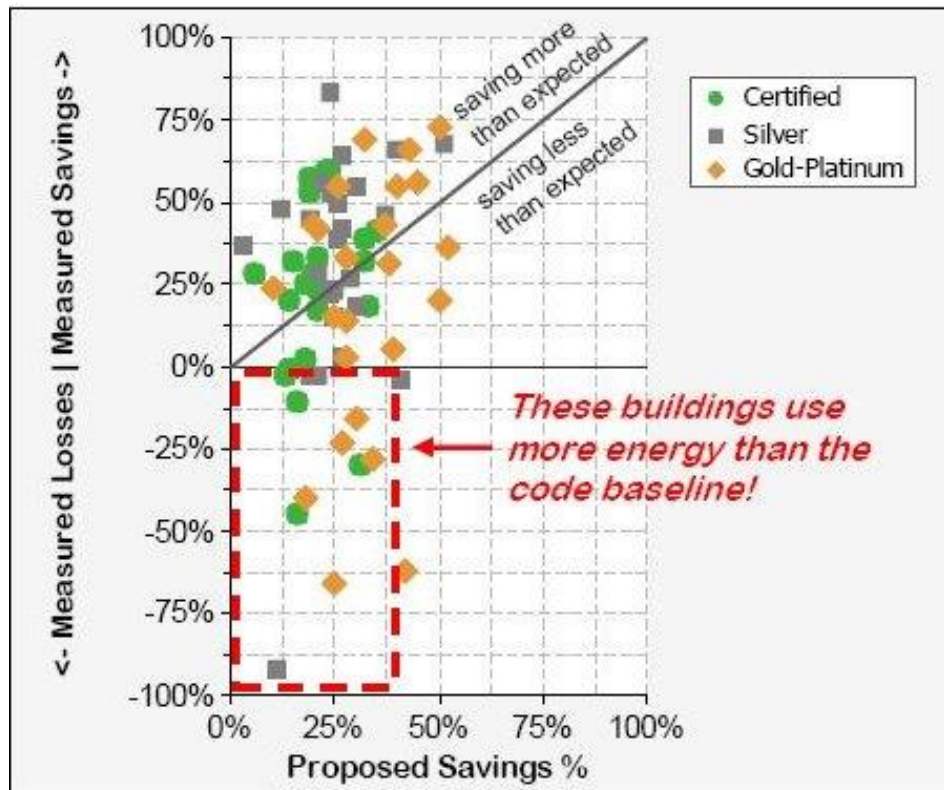 <- Measured Losses | Measured Savings ->
100%
75%
50%
25%
0%
-25%
-50%
-75%
-100%
saving more
than expected
saving less
than expected
Certified
Silver
Gold-Platinum
These buildings use
more energy than the
code baseline!
0%
25%
50%
75%
100%
Proposed Savings %